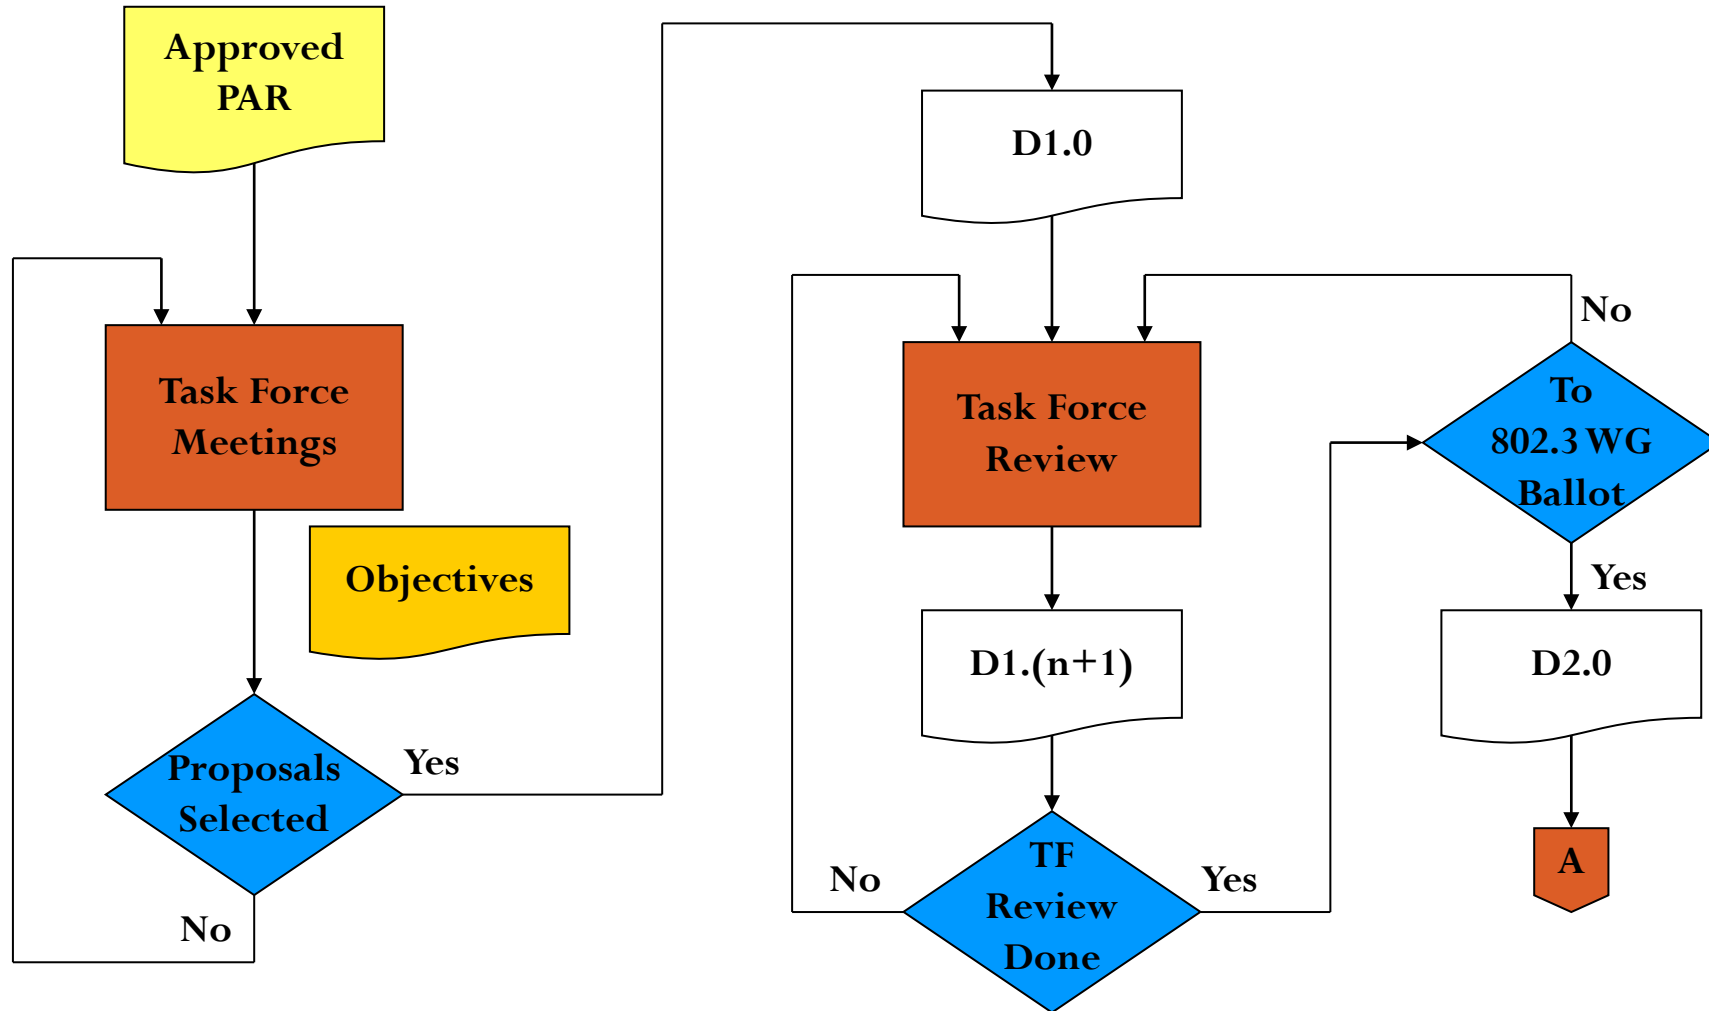 Approved
PAR
Task Force
Meetings
Objectives
Proposals
Selected
Yes
No
D1.0
Task Force
Review
D1.(n+1)
TF
Review
Done
No
Yes
To
802.3 WG
Ballot
No
Yes
D2.0
A